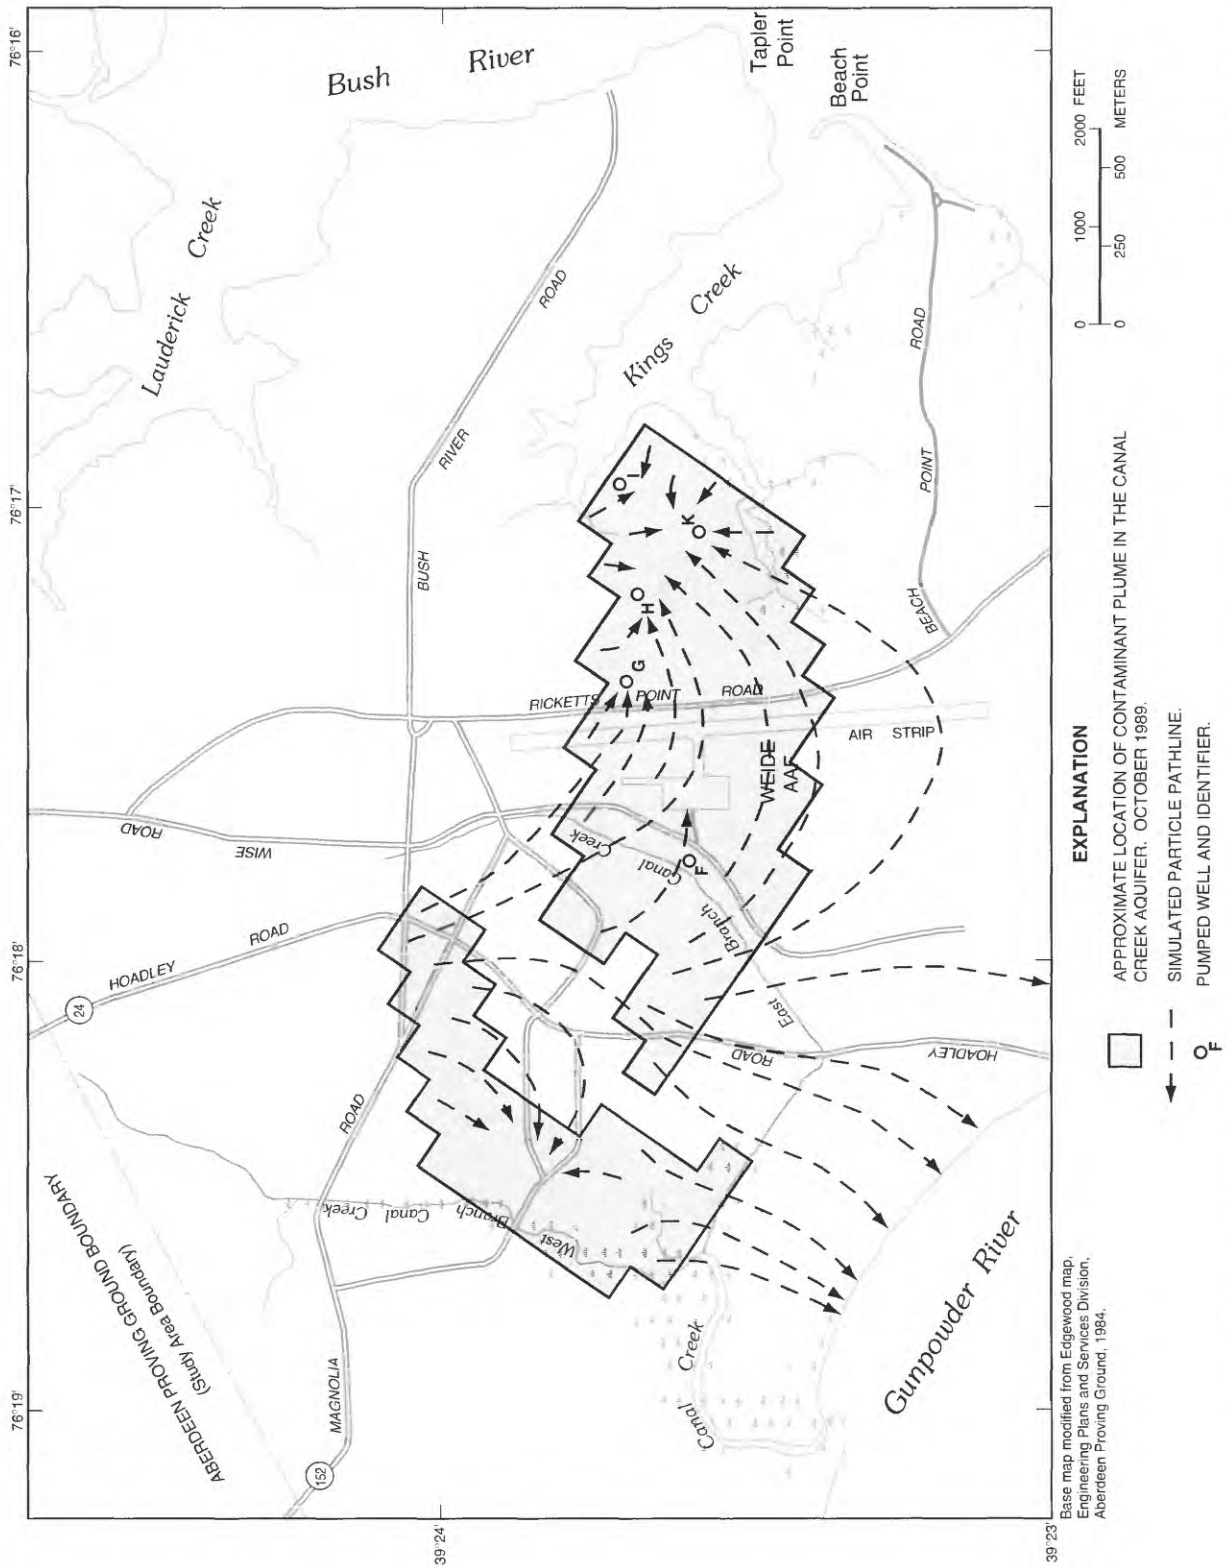 76°16'
76°17'
76°18'
76°19'
39°24'
39°23'
Bush
River
Lauderick
Creek
Tapler
Point
Beach
Point
Kings
Creek
BUSH
RIVER
ROAD
BEACH
POINT
ROAD
RICKETTS
POINT
ROAD
AIR STRIP
WEIDE
AAF
WISE
ROAD
HOADLEY
ROAD
24
East
Branch
Canal
Creek
HOADLEY
ROAD
MAGNOLIA
ROAD
152
West
Branch
Canal
Creek
Canal
Creek
ABERDEEN PROVING GROUND BOUNDARY
(Study Area Boundary)
Gunpowder River
F
G
H
I
K
0 1000 2000 FEET
0 250 500 METERS
Base map modified from Edgewood map,
Engineering Plans and Services Division,
Aberdeen Proving Ground, 1984.
EXPLANATION
APPROXIMATE LOCATION OF CONTAMINANT PLUME IN THE CANAL
CREEK AQUIFER. OCTOBER 1989.
SIMULATED PARTICLE PATHLINE.
F
PUMPED WELL AND IDENTIFIER.